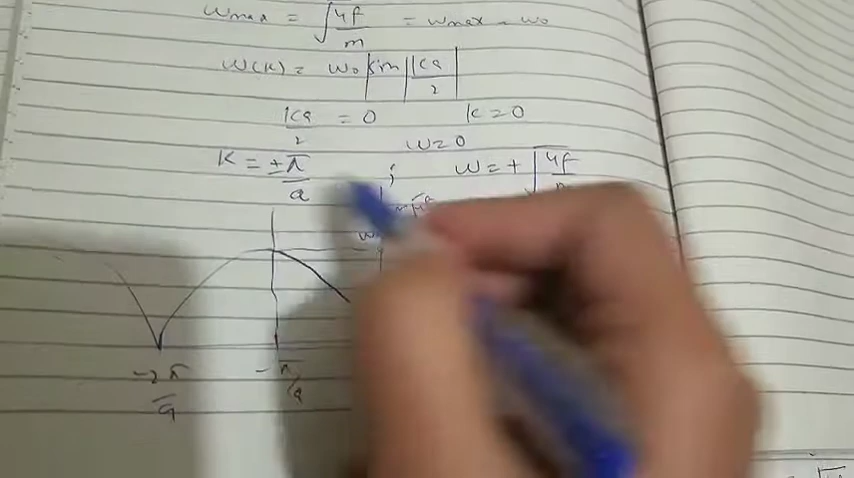 ωmax = √4f/m = ωmax = ω0
ω(k) = ω0 |sin| ka/2 |
ka/2 = 0 k = 0
ω = 0
k = ±π/a ; ω = + √4f/m
-2π/a -π/a